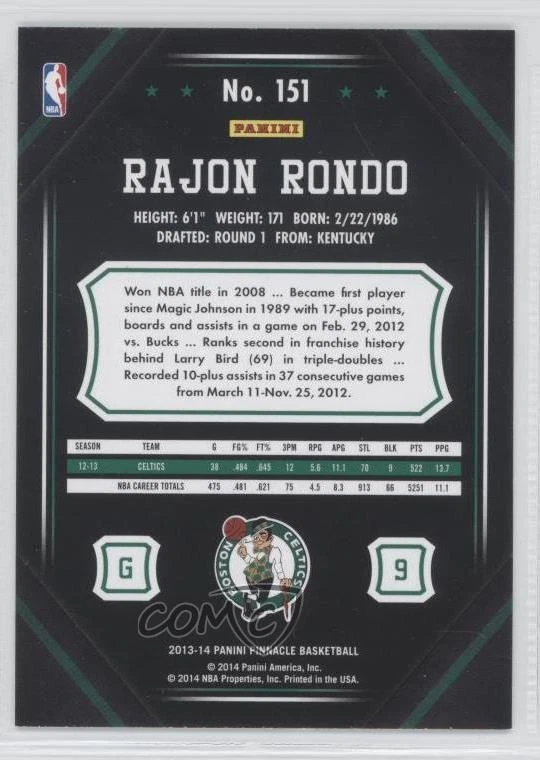 NBA
No. 151
PANINI
RAJON RONDO
HEIGHT: 6'1" WEIGHT: 171 BORN: 2/22/1986
DRAFTED: ROUND 1 FROM: KENTUCKY
Won NBA title in 2008 ... Became first player
since Magic Johnson in 1989 with 17-plus points,
boards and assists in a game on Feb. 29, 2012
vs. Bucks ... Ranks second in franchise history
behind Larry Bird (69) in triple-doubles ...
Recorded 10-plus assists in 37 consecutive games
from March 11-Nov. 25, 2012.
SEASON TEAM G FG% FT% 3PM RPG APG STL BLK PTS PPG
12-13 CELTICS 38 .484 .645 12 5.6 11.1 70 9 522 13.7
NBA CAREER TOTALS 475 .481 .621 75 4.5 8.3 913 66 5251 11.1
G
BOSTON CELTICS
9
COMC
2013-14 PANINI PINNACLE BASKETBALL
© 2014 Panini America, Inc.
© 2014 NBA Properties, Inc. Printed in the USA.